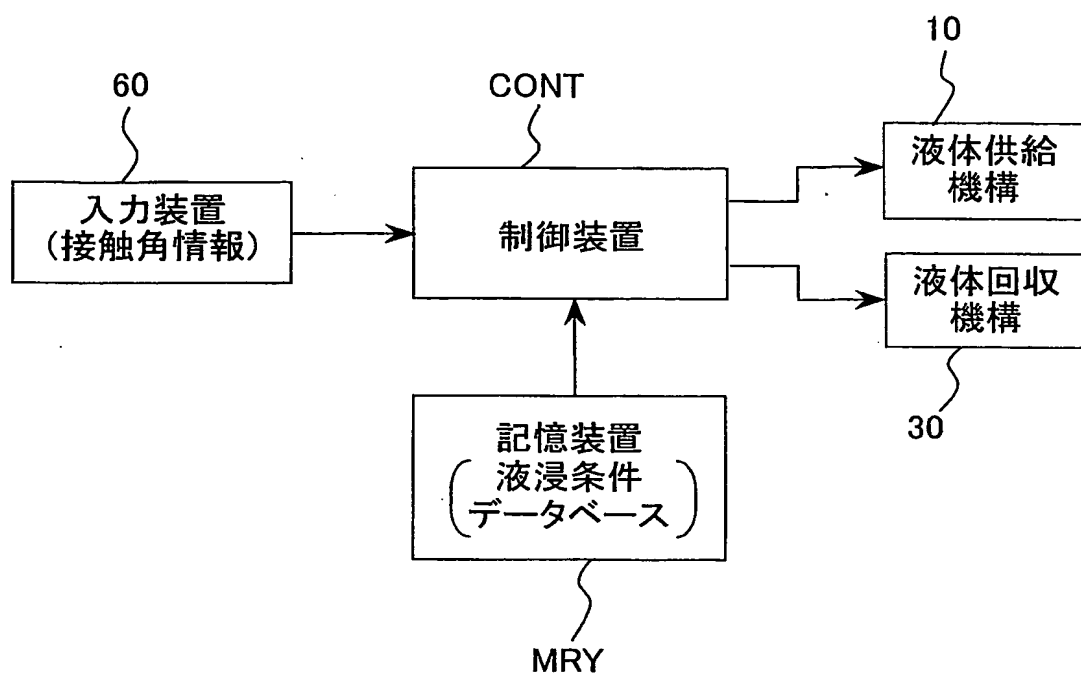 60
入力装置
(接触角情報)
CONT
制御装置
10
液体供給
機構
液体回収
機構
30
記憶装置
液浸条件
データベース
MRY